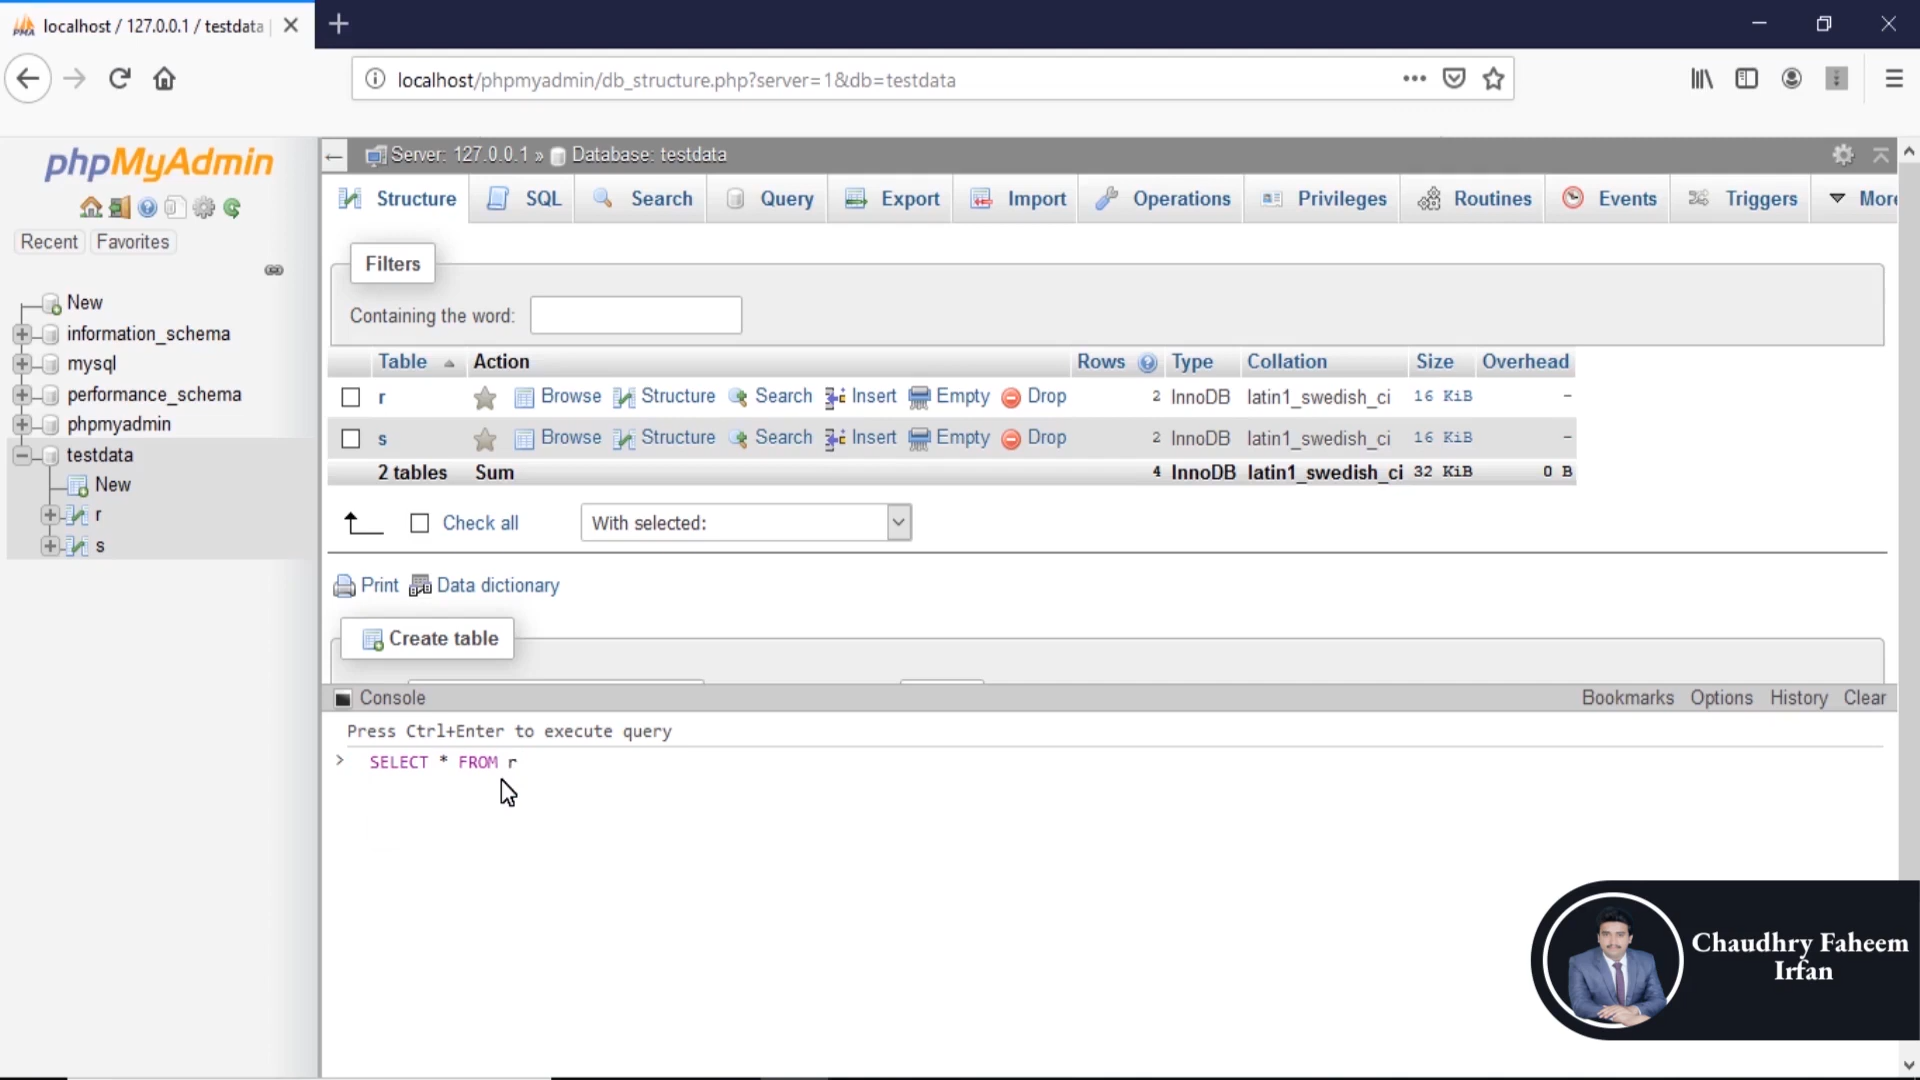 localhost / 127.0.0.1 / testdata |
localhost/phpmyadmin/db_structure.php?server=1&db=testdata
phpMyAdmin
Recent Favorites
New
information_schema
mysql
performance_schema
phpmyadmin
testdata
New
r
s
Server: 127.0.0.1 » Database: testdata
Structure SQL Search Query Export Import Operations Privileges Routines Events Triggers More
Filters
Containing the word:
Table Action Rows Type Collation Size Overhead
r Browse Structure Search Insert Empty Drop 2 InnoDB latin1_swedish_ci 16 KiB -
s Browse Structure Search Insert Empty Drop 2 InnoDB latin1_swedish_ci 16 KiB -
2 tables Sum 4 InnoDB latin1_swedish_ci 32 KiB 0 B
Check all With selected:
Print Data dictionary
Create table
Console Bookmarks Options History Clear
Press Ctrl+Enter to execute query
> SELECT * FROM r
Chaudhry Faheem
Irfan